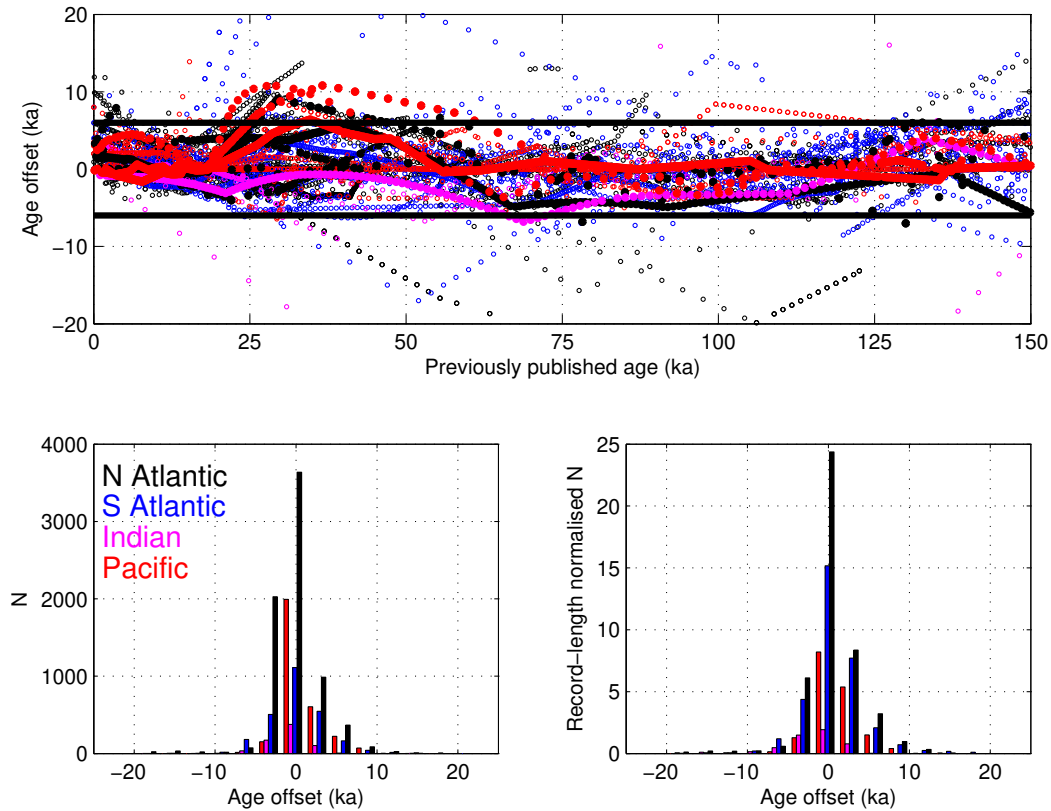 20
10
0
−10
−20
Age offset (ka)
0 25 50 75 100 125 150
Previously published age (ka)
4000
3000
2000
1000
0
N
N Atlantic
S Atlantic
Indian
Pacific
−20 −10 0 10 20
Age offset (ka)
25
20
15
10
5
0
Record−length normalised N
−20 −10 0 10 20
Age offset (ka)